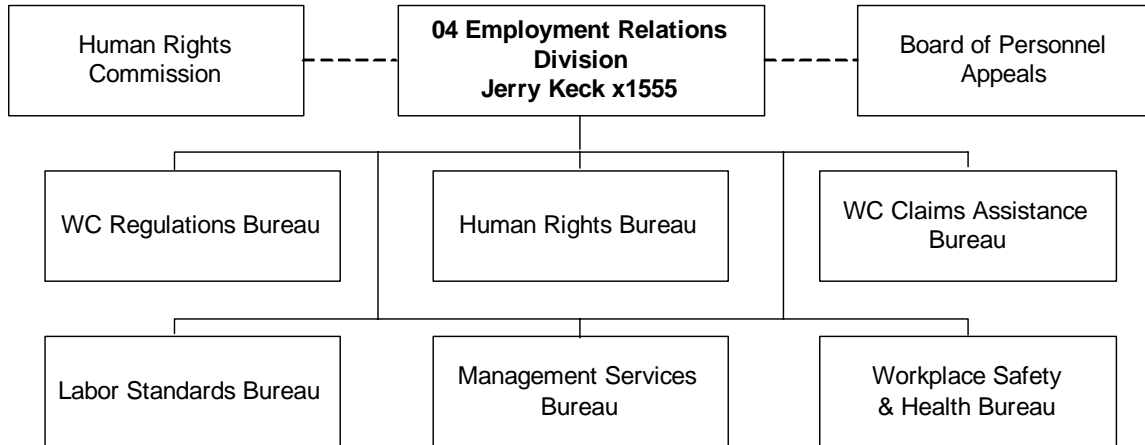 Human Rights
Commission
04 Employment Relations
Division
Jerry Keck x1555
Board of Personnel
Appeals
WC Regulations Bureau
Human Rights Bureau
WC Claims Assistance
Bureau
Labor Standards Bureau
Management Services
Bureau
Workplace Safety
& Health Bureau